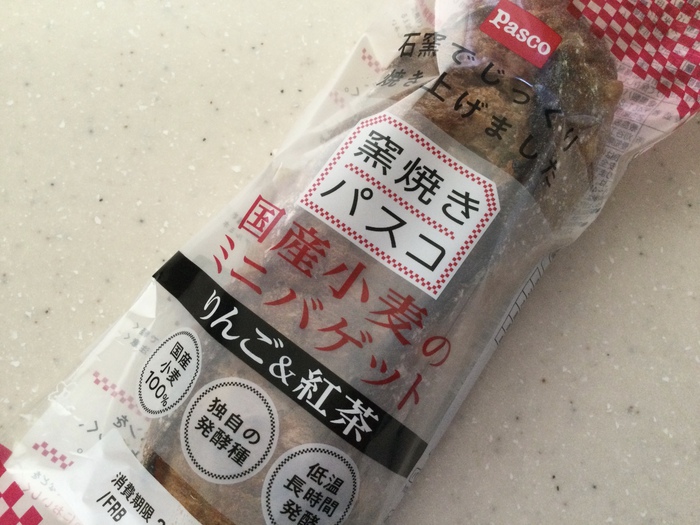 Pasco
石窯でじっくり
焼き上げました
窯焼き
パスコ
国産小麦の
ミニバゲット
りんご&紅茶
国産
小麦
100%
独自の
発酵種
低温
長時間
発酵
消費期限
/FRB